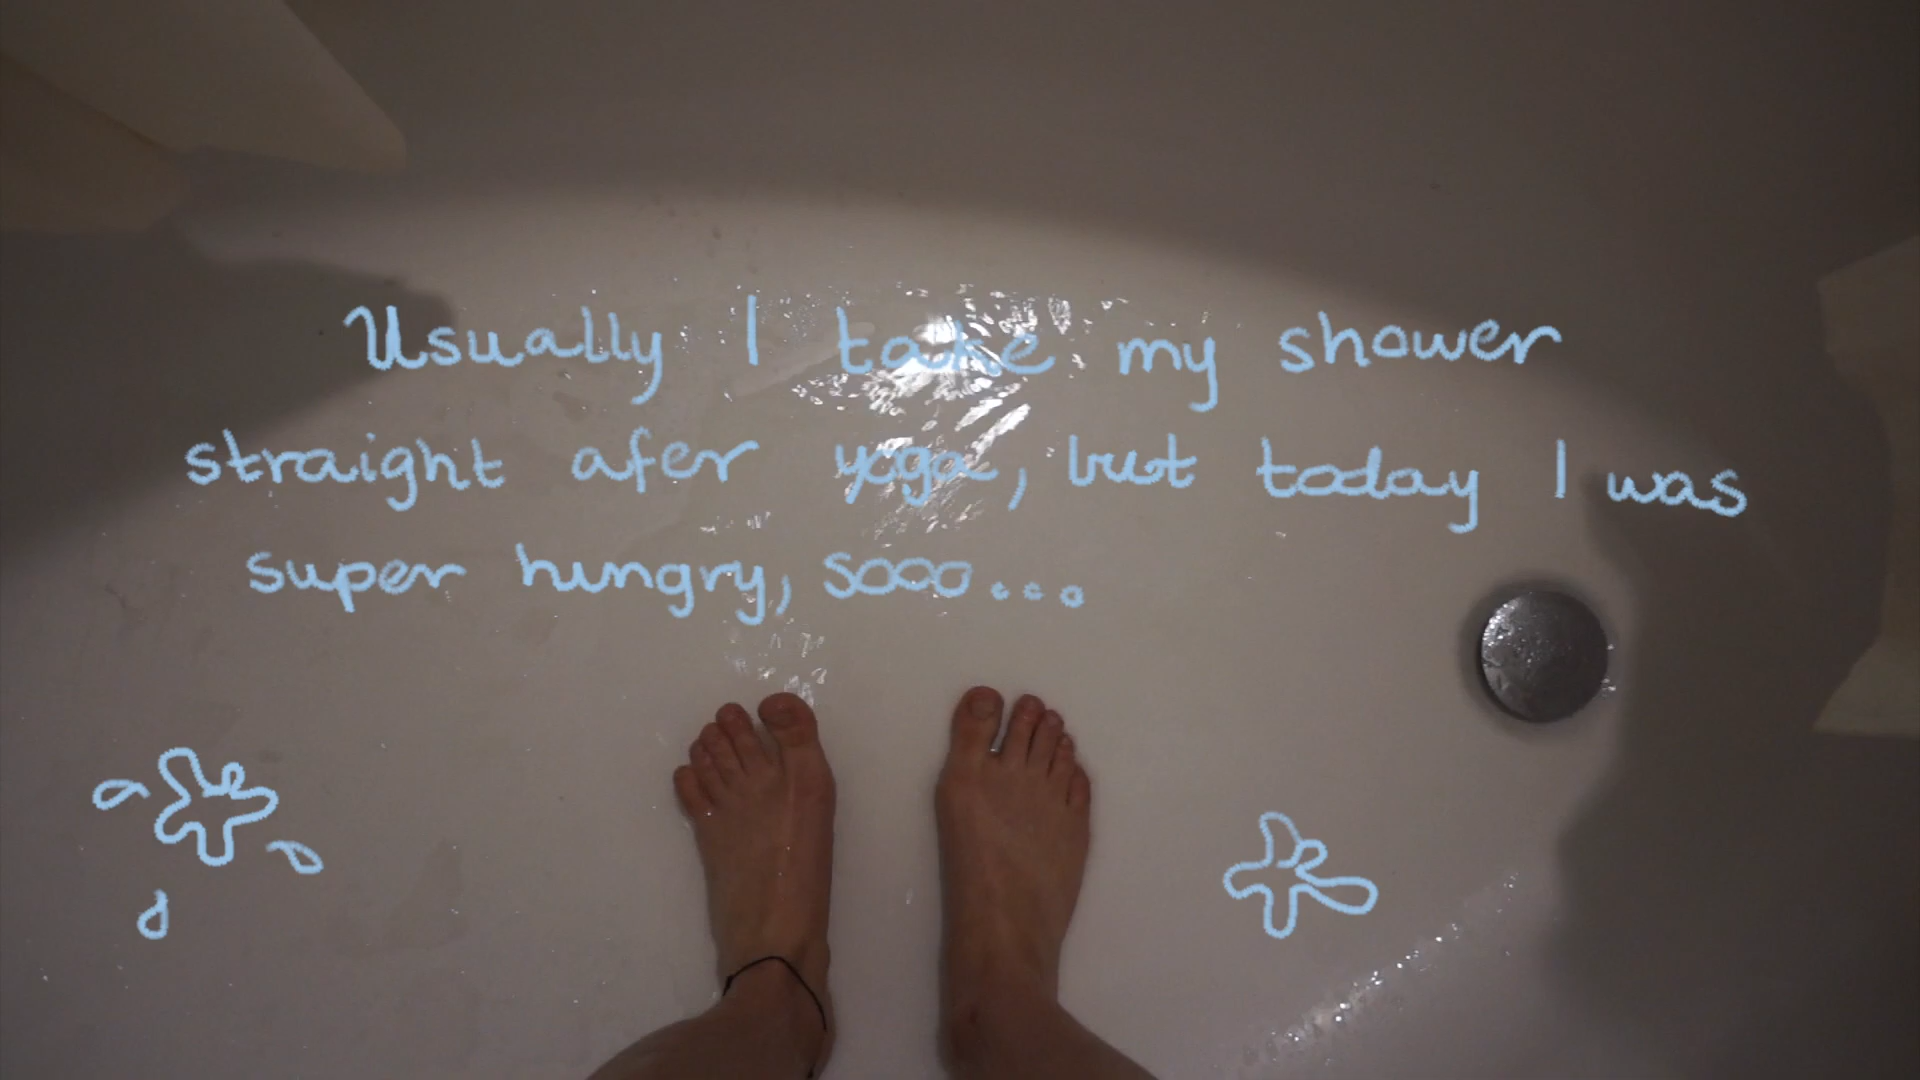 Usually I take my shower
straight afer yoga, but today I was
super hungry, sooo...